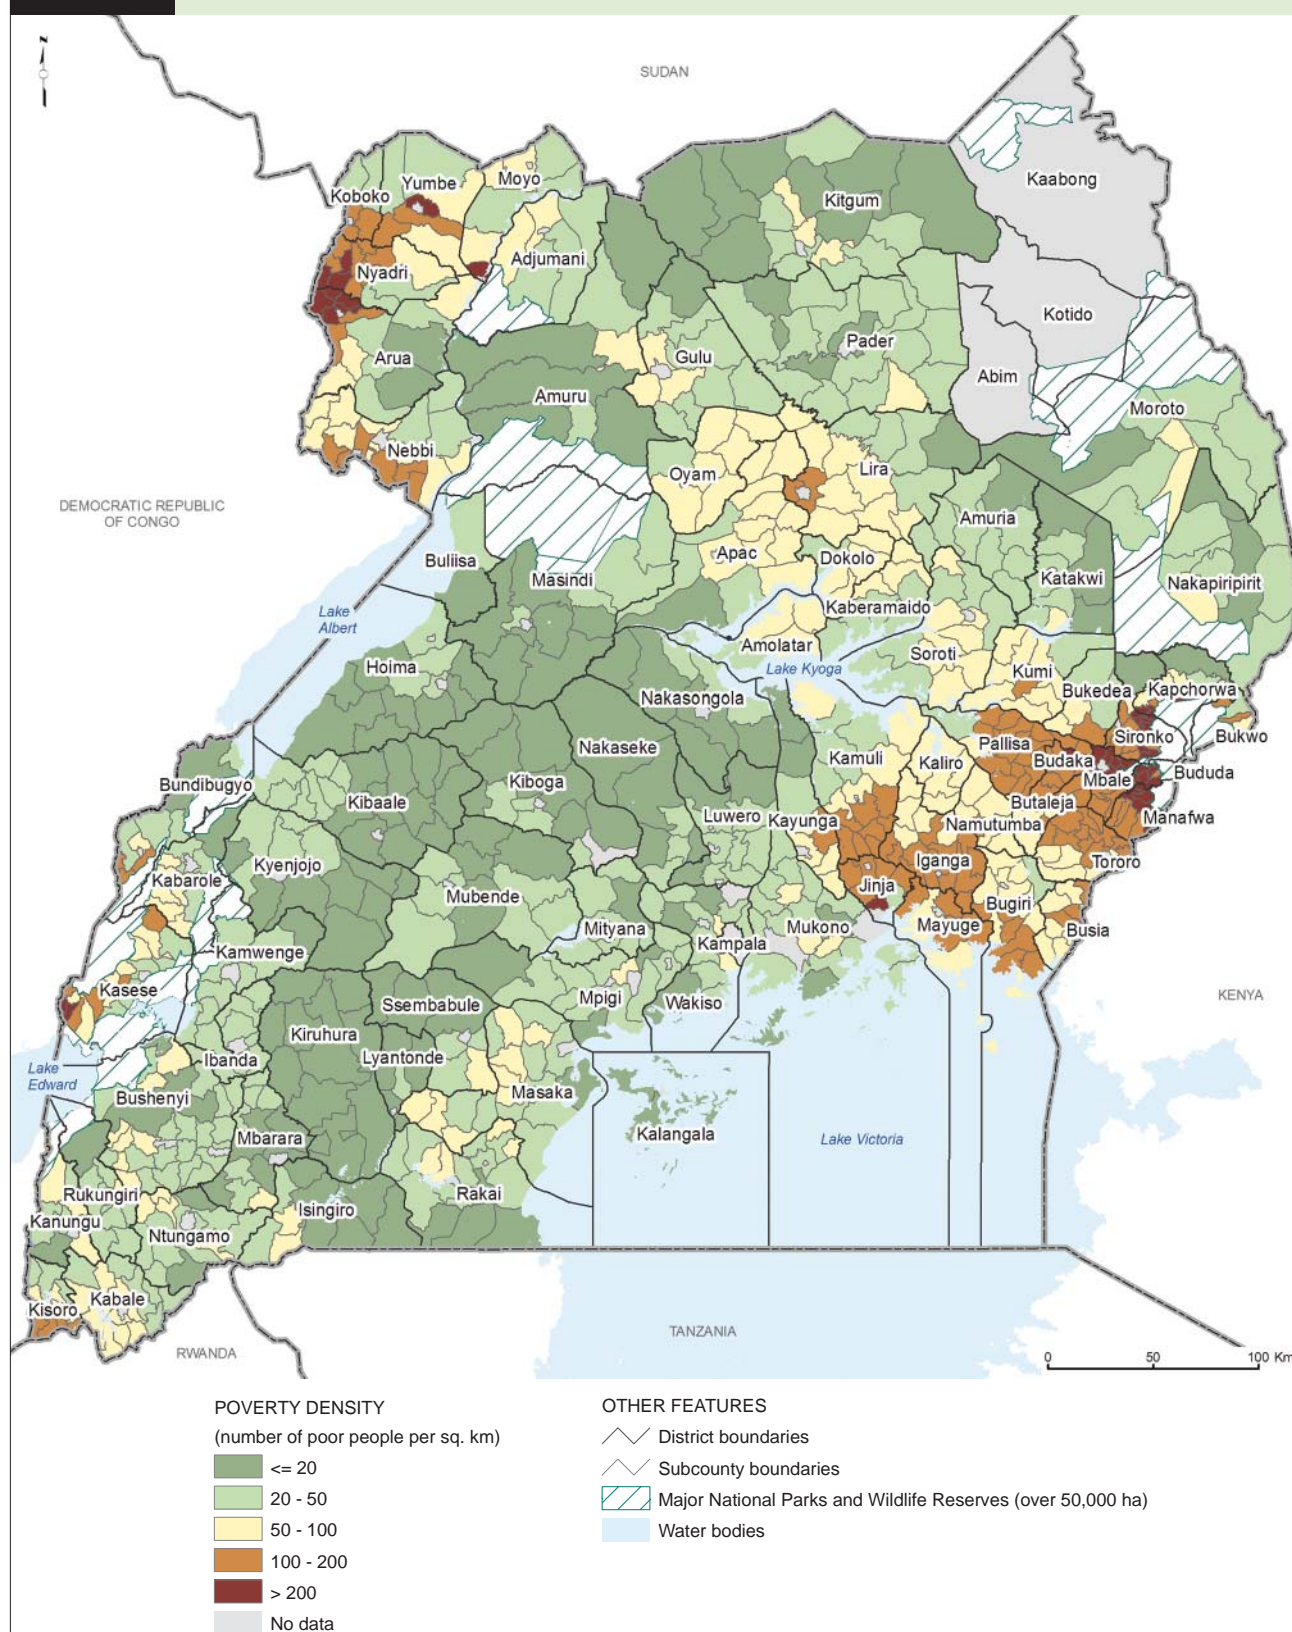 N
SUDAN
Kaabong
Koboko
Yumbe
Moyo
Kitgum
Nyadri
Adjumani
Kotido
Arua
Gulu
Pader
Abim
Amuru
Moroto
Nebbi
Oyam
Lira
DEMOCRATIC REPUBLIC
OF CONGO
Amuria
Buliisa
Apac
Dokolo
Masindi
Katakwi
Nakapiripirit
Lake
Albert
Kaberamaido
Amolatar
Soroti
Hoima
Lake Kyoga
Kumi
Nakasongola
Bukedea
Kapchorwa
Nakaseke
Pallisa
Sironko
Bukwo
Kamuli
Kaliro
Budaka
Mbale
Bududa
Bundibugyo
Kiboga
Kibaale
Butaleja
Luwero
Kayunga
Namutumba
Manafwa
Kyenjojo
Iganga
Tororo
Kabarole
Jinja
Mubende
Bugiri
Mityana
Mukono
Mayuge
Busia
Kampala
Kamwenge
Kasese
Ssembabule
Mpigi
Wakiso
KENYA
Kiruhura
Lyantonde
Ibanda
Lake
Edward
Masaka
Bushenyi
Mbarara
Kalangala
Lake Victoria
Rukungiri
Rakai
Kanungu
Isingiro
Ntungamo
Kabale
Kisoro
TANZANIA
RWANDA
0 50 100 Km
POVERTY DENSITY
(number of poor people per sq. km)
<= 20
20 - 50
50 - 100
100 - 200
> 200
No data
OTHER FEATURES
District boundaries
Subcounty boundaries
Major National Parks and Wildlife Reserves (over 50,000 ha)
Water bodies